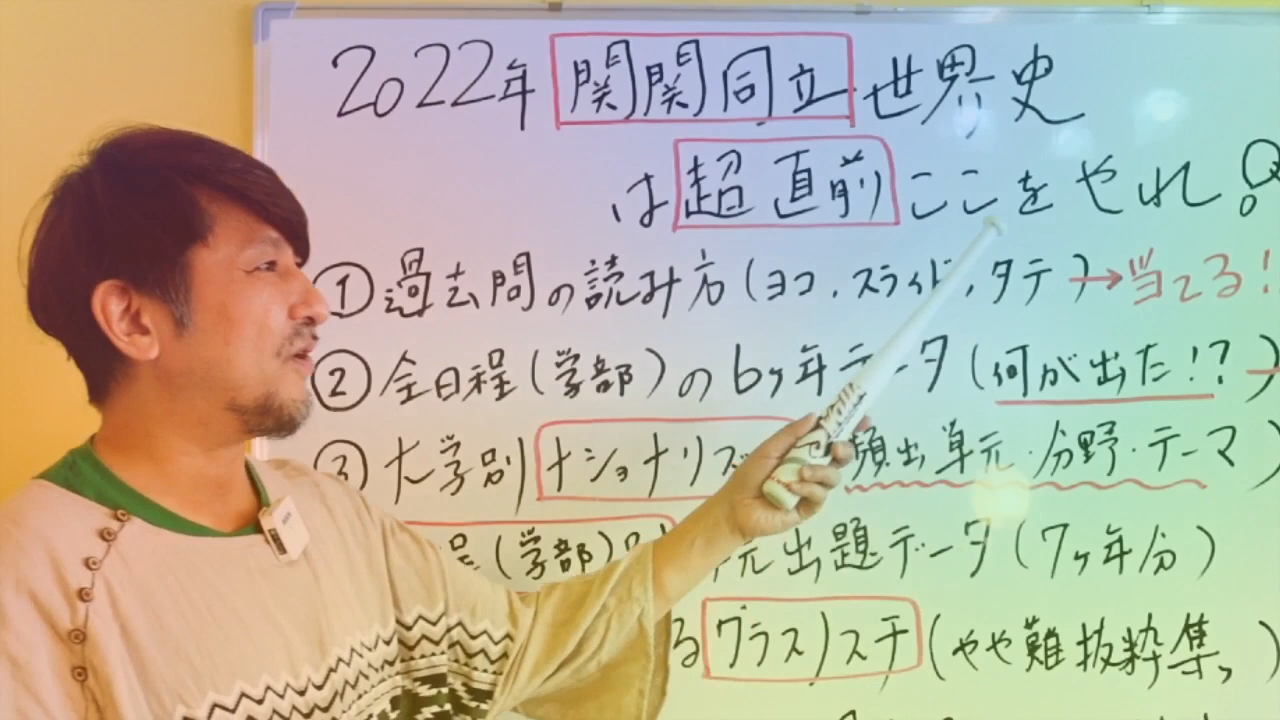 2022年 関関同立 世界史
は超直前 ここをやれ!
①過去問の読み方(ヨコ.スライド.タテ)→当てる!
②全日程(学部)の6ヶ年データ(何が出た!?→)
③大学別ナショナリズ 頻出単元・分野・テーマ)
程(学部)別 元出題データ(7ヶ年分)
る プラスノステ(やや難抜粋集。)